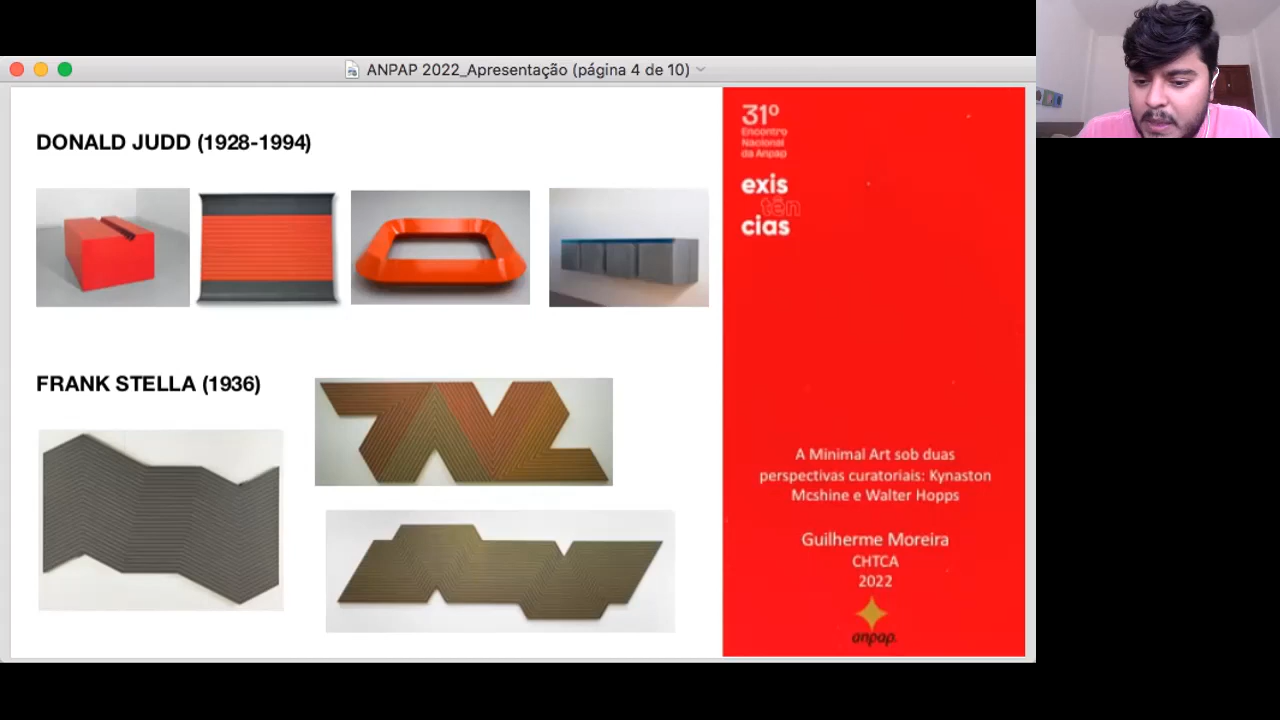 ANPAP 2022_Apresentação (página 4 de 10)
DONALD JUDD (1928-1994)
FRANK STELLA (1936)
31º
Encontro
Nacional
da Anpap
exis
tên
cias
A Minimal Art sob duas
perspectivas curatoriais: Kynaston
Mcshine e Walter Hopps
Guilherme Moreira
CHTCA
2022
anpap.